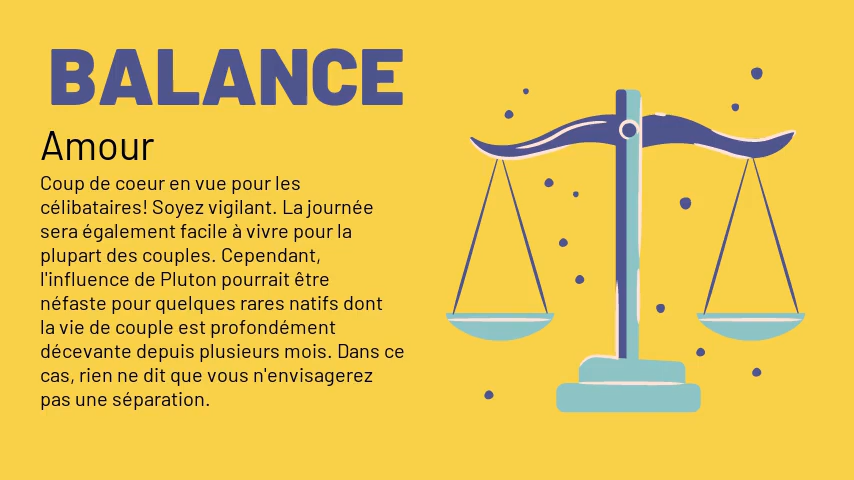 BALANCE
Amour
Coup de coeur en vue pour les
célibataires! Soyez vigilant. La journée
sera également facile à vivre pour la
plupart des couples. Cependant,
l'influence de Pluton pourrait être
néfaste pour quelques rares natifs dont
la vie de couple est profondément
décevante depuis plusieurs mois. Dans ce
cas, rien ne dit que vous n'envisagerez
pas une séparation.